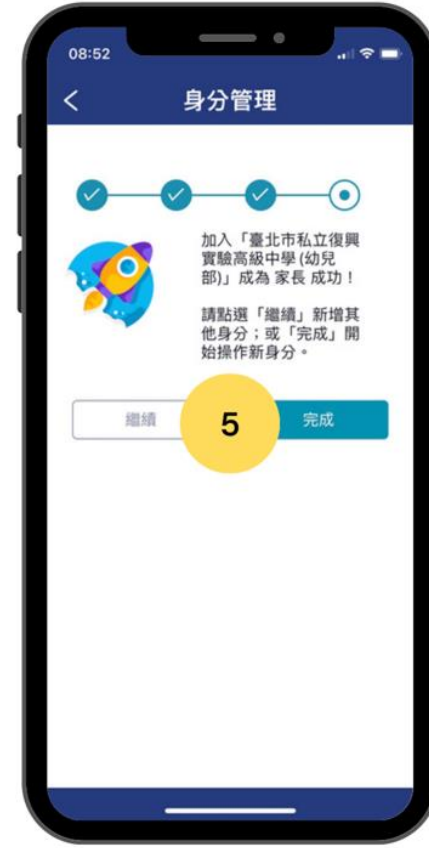 08:52
身分管理
加入「臺北市私立復興
實驗高級中學 (幼兒
部)」成為 家長 成功！
請點選「繼續」新增其
他身分；或「完成」開
始操作新身分。
繼續
5
完成